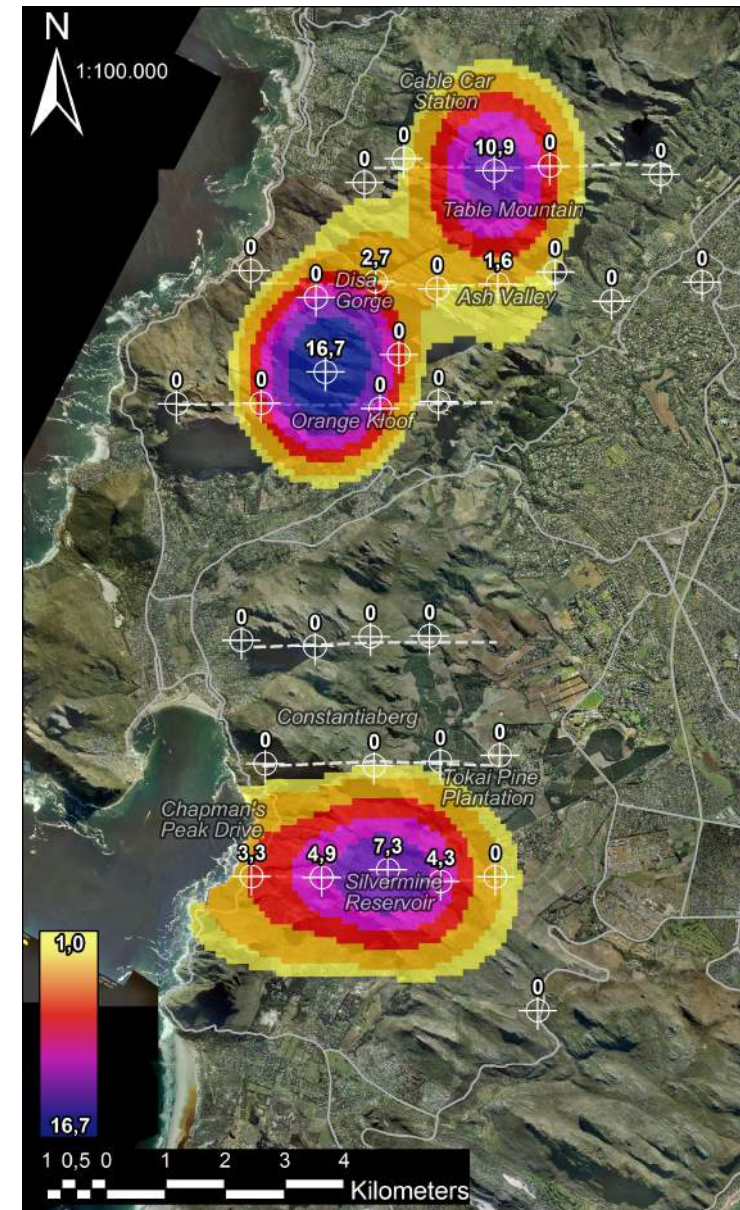 N
1:100.000
Cable Car
Station
0
0
10,9
0
0
Table Mountain
0
2,7
0
1,6
0
0
0
0
Disa
Gorge
Ash Valley
0
16,7
0
0
0
0
Orange Kloof
0
0
0
0
Constantiaberg
0
0
0
0
Tokai Pine
Plantation
Chapman's
Peak Drive
3,3
4,9
7,3
4,3
0
Silvermine
Reservoir
0
1,0
16,7
1 0,5 0 1 2 3 4
Kilometers